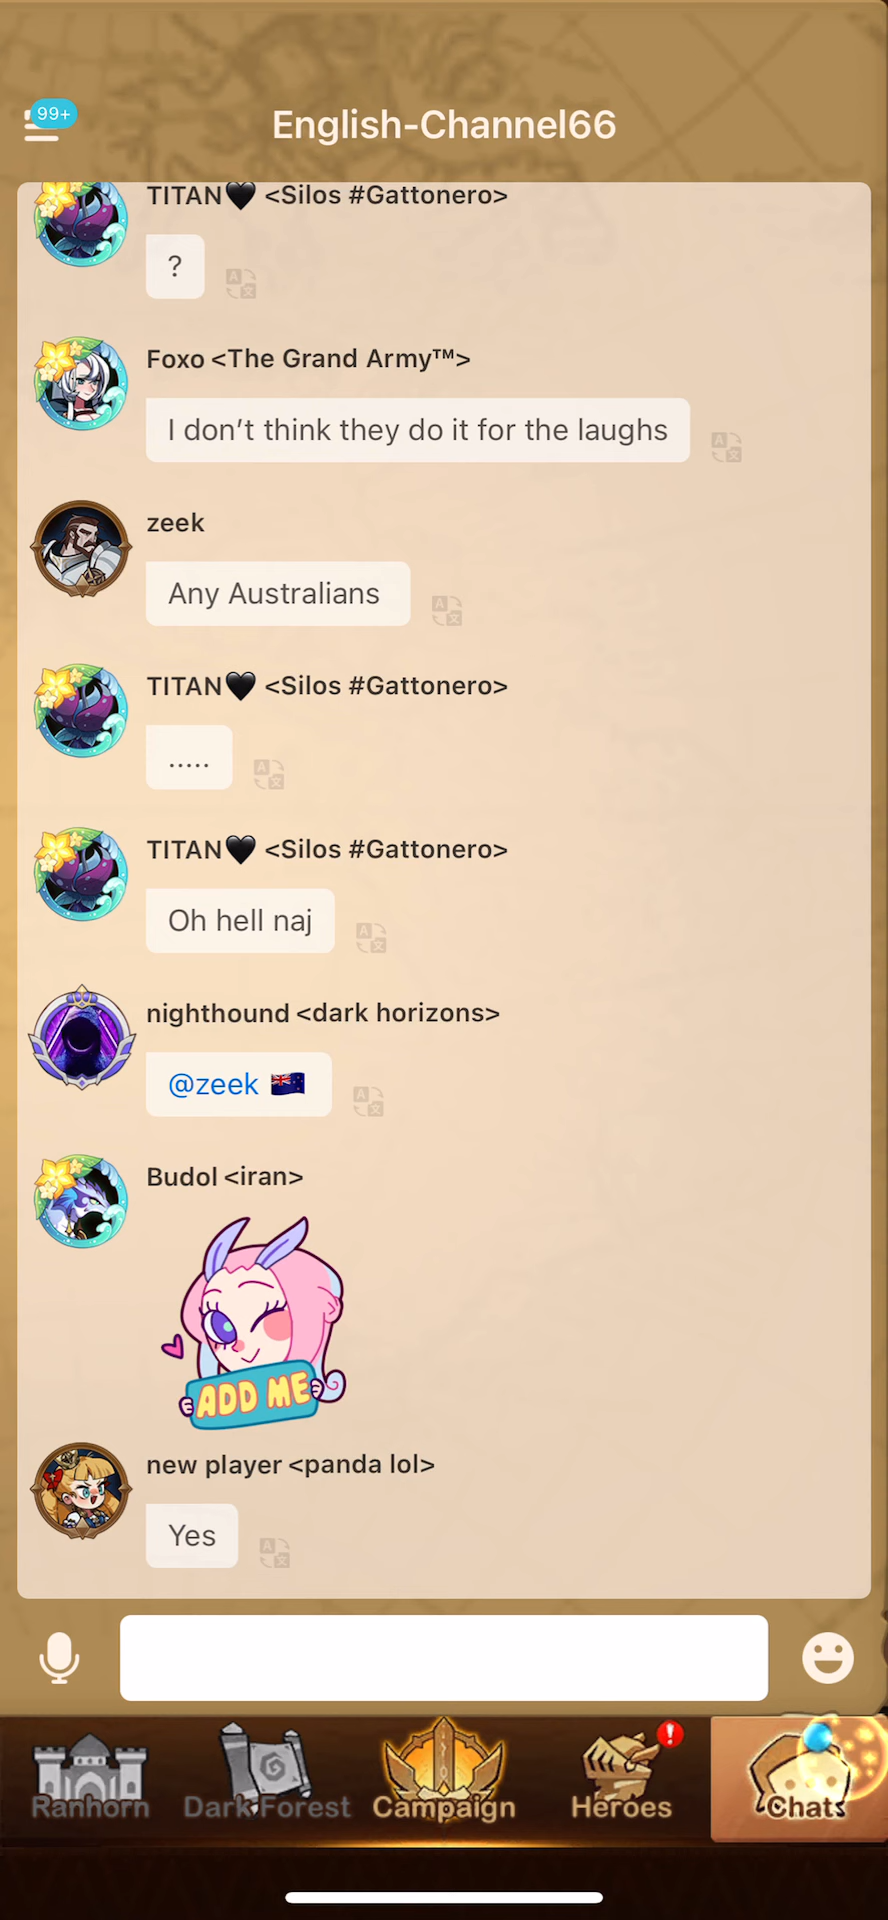 99+
English-Channel66
TITAN🖤 <Silos #Gattonero>
?
Foxo <The Grand Army™>
I don’t think they do it for the laughs
zeek
Any Australians
TITAN🖤 <Silos #Gattonero>
.....
TITAN🖤 <Silos #Gattonero>
Oh hell naj
nighthound <dark horizons>
@zeek 🇳🇿
Budol <iran>
ADD ME
new player <panda lol>
Yes
Ranhorn
Dark Forest
Campaign
Heroes
Chats